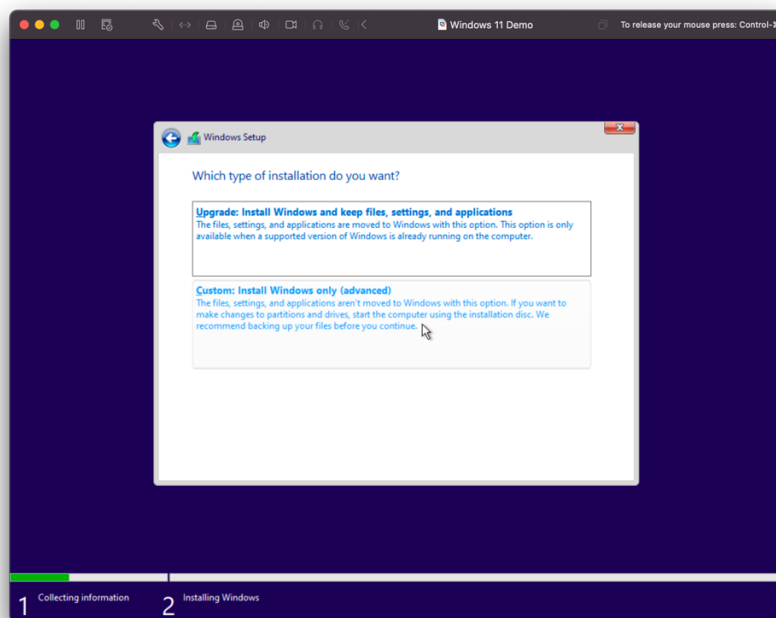 Windows 11 Demo
To release your mouse press: Control-⌘
Windows Setup
Which type of installation do you want?
Upgrade: Install Windows and keep files, settings, and applications
The files, settings, and applications are moved to Windows with this option. This option is only
available when a supported version of Windows is already running on the computer.
Custom: Install Windows only (advanced)
The files, settings, and applications aren't moved to Windows with this option. If you want to
make changes to partitions and drives, start the computer using the installation disc. We
recommend backing up your files before you continue.
1 Collecting information
2 Installing Windows